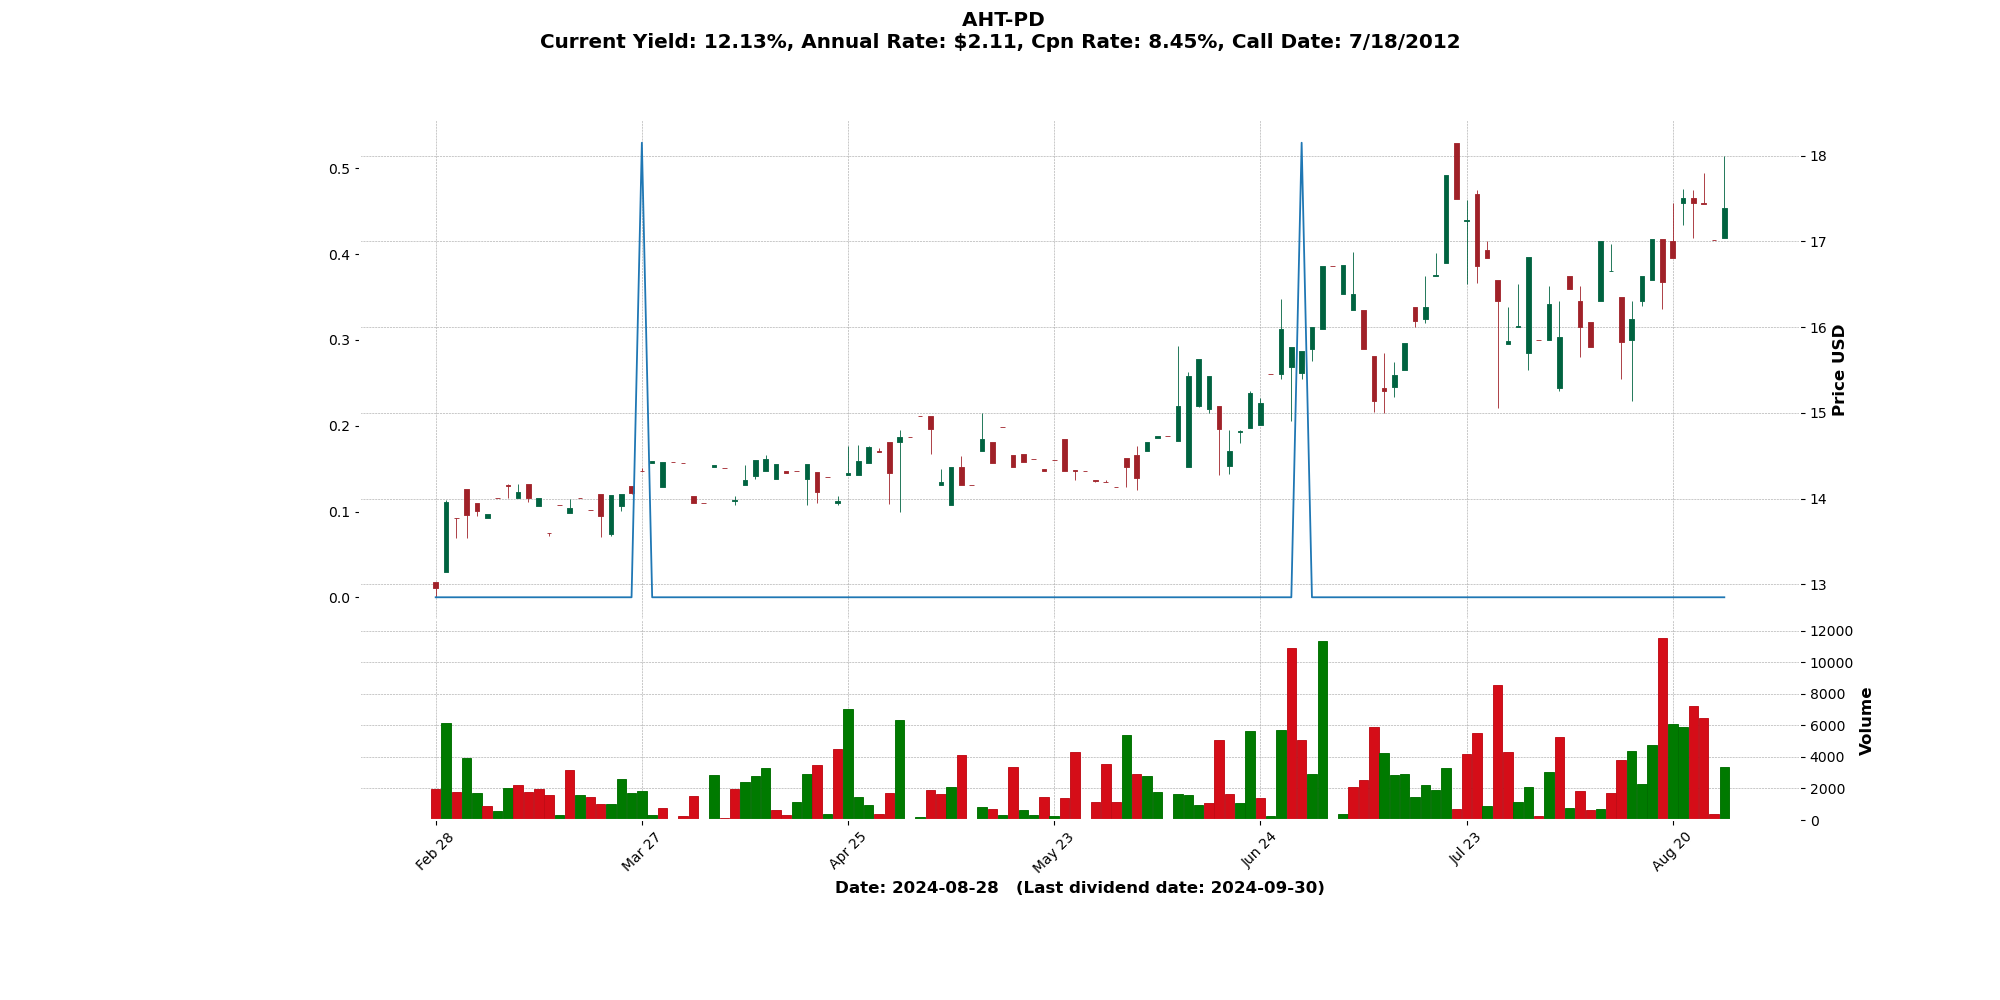 AHT-PD
Current Yield: 12.13%, Annual Rate: $2.11, Cpn Rate: 8.45%, Call Date: 7/18/2012
0.5
0.4
0.3
0.2
0.1
0.0
18
17
16
15
14
13
Price USD
12000
10000
8000
6000
4000
2000
0
Volume
Feb 28
Mar 27
Apr 25
May 23
Jun 24
Jul 23
Aug 20
Date: 2024-08-28 (Last dividend date: 2024-09-30)